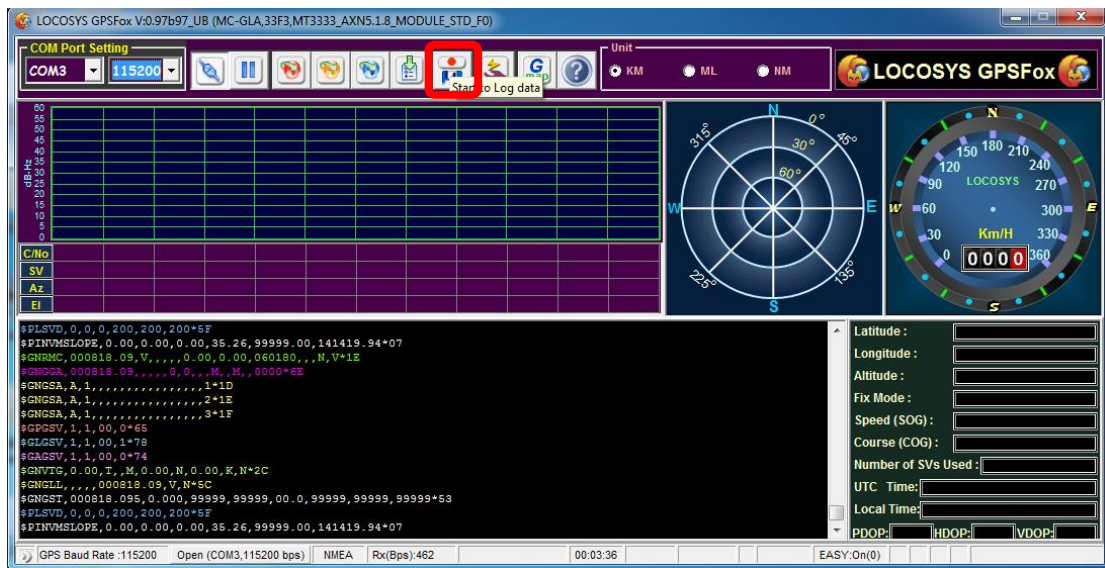 LOCOSYS GPSFox V:0.97b97_UB (MC-GLA,33F3,MT3333_AXN5.1.8_MODULE_STD_F0)
COM Port Setting
COM3 115200
G
map
?
Start to Log data
Unit
KM ML NM
LOCOSYS GPSFox
60
55
50
45
40
35
30
25
20
15
10
5
0
dB-Hz
C/No
SV
Az
El
N
0°
45°
30°
60°
315°
W
E
225°
135°
S
N
150 180 210
120 240
90 LOCOSYS 270
W 60 300 E
30 Km/H 330
0 0000 360
S
$PLSVD,0,0,0,200,200,200*5F
$PINVMSLOPE,0.00,0.00,0.00,35.26,99999.00,141419.94*07
$GNRMC,000818.09,V,,,,,0.00,0.00,060180,,,N,V*1E
$GNGGA,000818.09,,,,,0,0,,,M,,M,,0000*6E
$GNGSA,A,1,,,,,,,,,,,,,,,,1*1D
$GNGSA,A,1,,,,,,,,,,,,,,,,2*1E
$GNGSA,A,1,,,,,,,,,,,,,,,,3*1F
$GPGSV,1,1,00,0*65
$GLGSV,1,1,00,1*78
$GAGSV,1,1,00,0*74
$GNVTG,0.00,T,,M,0.00,N,0.00,K,N*2C
$GNGLL,,,,,000818.09,V,N*5C
$GNGST,000818.095,0.000,99999,99999,00.0,99999,99999,99999*53
$PLSVD,0,0,0,200,200,200*5F
$PINVMSLOPE,0.00,0.00,0.00,35.26,99999.00,141419.94*07
Latitude :
Longitude :
Altitude :
Fix Mode :
Speed (SOG) :
Course (COG) :
Number of SVs Used :
UTC Time:
Local Time:
PDOP: HDOP: VDOP:
GPS Baud Rate :115200 Open (COM3,115200 bps) NMEA Rx(Bps):462 00:03:36 EASY:On(0)